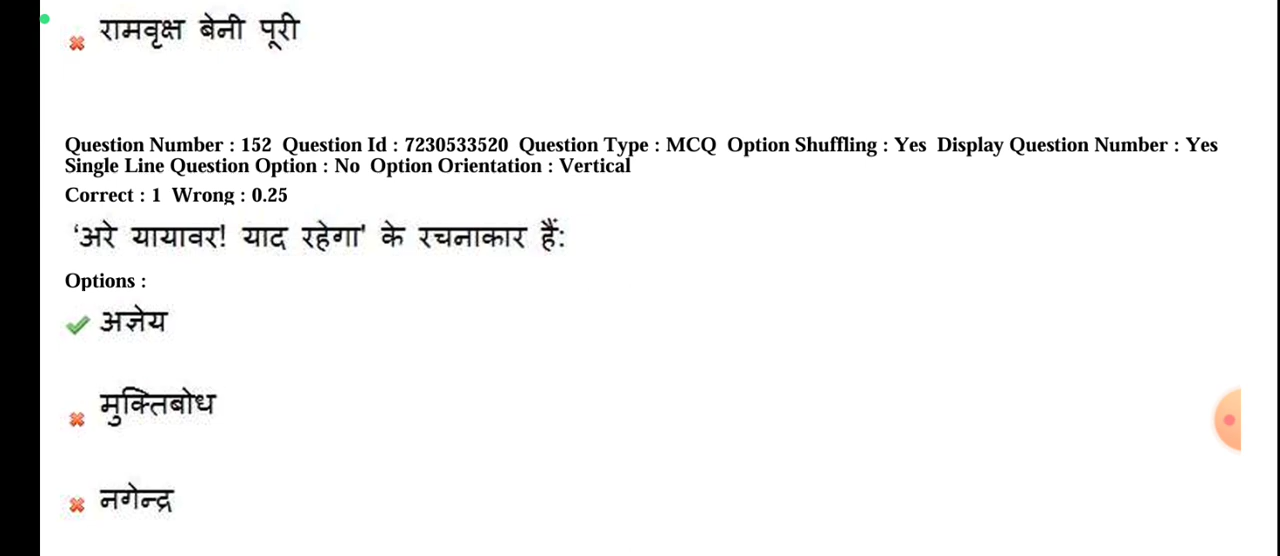 रामवृक्ष बेनी पूरी
Question Number : 152 Question Id : 7230533520 Question Type : MCQ Option Shuffling : Yes Display Question Number : Yes
Single Line Question Option : No Option Orientation : Vertical
Correct : 1 Wrong : 0.25
'अरे यायावर! याद रहेगा' के रचनाकार हैं:
Options :
अज्ञेय
मुक्तिबोध
नगेन्द्र